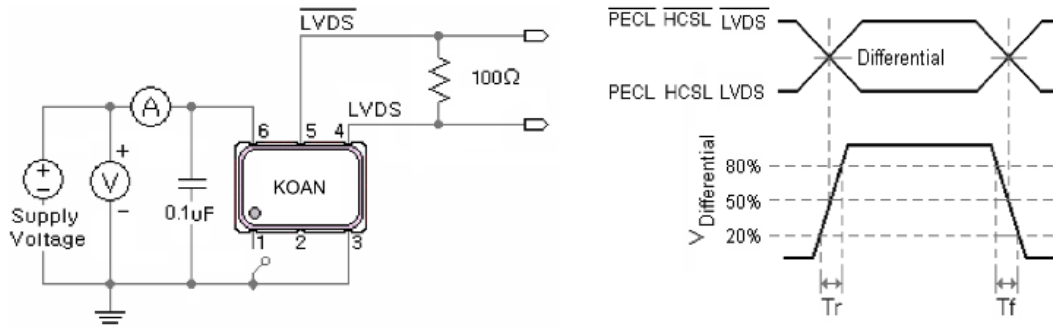 LVDS
100Ω
LVDS
A
6 5 4
V
0.1uF
KOAN
Supply
Voltage
1 2 3
PECL HCSL LVDS
Differential
PECL HCSL LVDS
V Differential
80%
50%
20%
Tr Tf